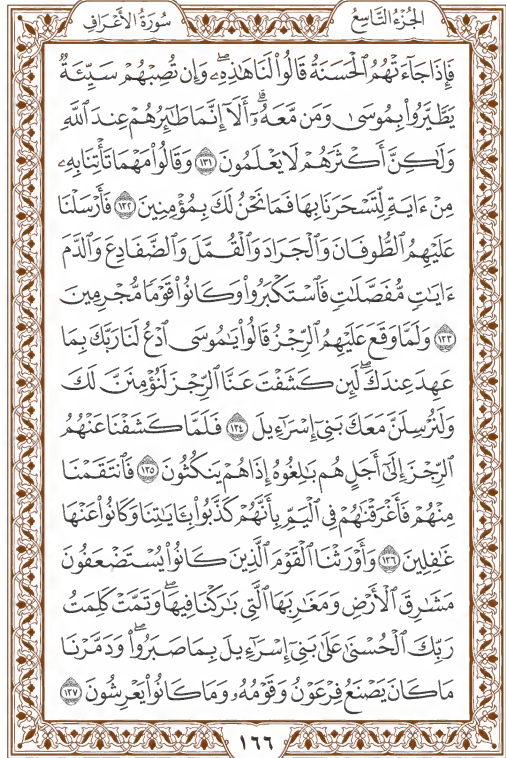 الجزء التاسع
سورة الأعراف
فَإِذَا جَآءَتْهُمُ ٱلْحَسَنَةُ قَالُوا۟ لَنَا هَٰذِهِۦ ۖ وَإِن تُصِبْهُمْ سَيِّئَةٌ
يَطَّيَّرُوا۟ بِمُوسَىٰ وَمَن مَّعَهُۥٓ ۗ أَلَآ إِنَّمَا طَٰٓئِرُهُمْ عِندَ ٱللَّهِ
وَلَٰكِنَّ أَكْثَرَهُمْ لَا يَعْلَمُونَ ١٣١ وَقَالُوا۟ مَهْمَا تَأْتِنَا بِهِۦ
مِنْ ءَايَةٍ لِّتَسْحَرَنَا بِهَا فَمَا نَحْنُ لَكَ بِمُؤْمِنِينَ ١٣٢ فَأَرْسَلْنَا
عَلَيْهِمُ ٱلطُّوفَانَ وَٱلْجَرَادَ وَٱلْقُمَّلَ وَٱلضَّفَادِعَ وَٱلدَّمَ
ءَايَٰتٍ مُّفَصَّلَٰتٍ فَٱسْتَكْبَرُوا۟ وَكَانُوا۟ قَوْمًا مُّجْرِمِينَ
١٣٣ وَلَمَّا وَقَعَ عَلَيْهِمُ ٱلرِّجْزُ قَالُوا۟ يَٰمُوسَى ٱدْعُ لَنَا رَبَّكَ بِمَا
عَهِدَ عِندَكَ ۖ لَئِن كَشَفْتَ عَنَّا ٱلرِّجْزَ لَنُؤْمِنَنَّ لَكَ
وَلَنُرْسِلَنَّ مَعَكَ بَنِىٓ إِسْرَٰٓءِيلَ ١٣٤ فَلَمَّا كَشَفْنَا عَنْهُمُ
ٱلرِّجْزَ إِلَىٰٓ أَجَلٍ هُم بَٰلِغُوهُ إِذَا هُمْ يَنكُثُونَ ١٣٥ فَٱنتَقَمْنَا
مِنْهُمْ فَأَغْرَقْنَٰهُمْ فِى ٱلْيَمِّ بِأَنَّهُمْ كَذَّبُوا۟ بِـَٔايَٰتِنَا وَكَانُوا۟ عَنْهَا
غَٰفِلِينَ ١٣٦ وَأَوْرَثْنَا ٱلْقَوْمَ ٱلَّذِينَ كَانُوا۟ يُسْتَضْعَفُونَ
مَشَٰرِقَ ٱلْأَرْضِ وَمَغَٰرِبَهَا ٱلَّتِى بَٰرَكْنَا فِيهَا ۖ وَتَمَّتْ كَلِمَتُ
رَبِّكَ ٱلْحُسْنَىٰ عَلَىٰ بَنِىٓ إِسْرَٰٓءِيلَ بِمَا صَبَرُوا۟ ۖ وَدَمَّرْنَا
مَا كَانَ يَصْنَعُ فِرْعَوْنُ وَقَوْمُهُۥ وَمَا كَانُوا۟ يَعْرِشُونَ ١٣٧
١٦٦